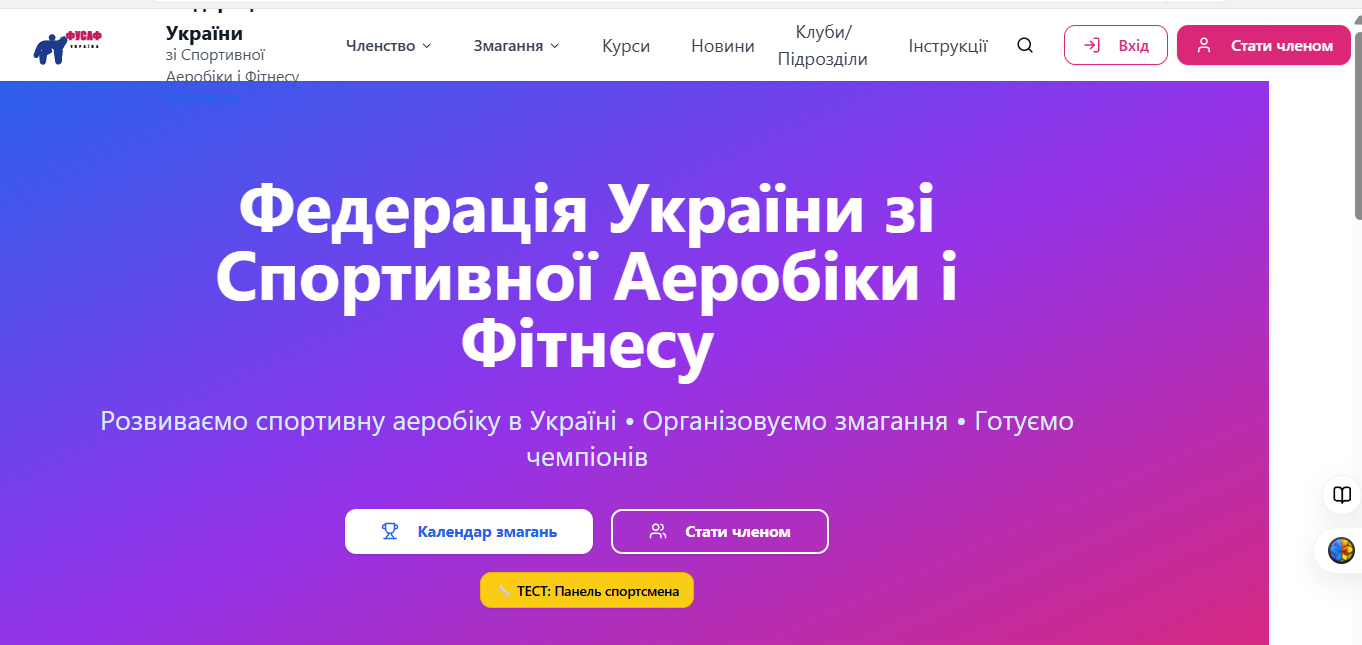 ФУСАФ
УКРАЇНА
України
зі Спортивної
Аеробіки і Фітнесу
Членство
Змагання
Курси
Новини
Клуби/
Підрозділи
Інструкції
Вхід
Стати членом
Федерація України зі
Спортивної Аеробіки і
Фітнесу
Розвиваємо спортивну аеробіку в Україні • Організовуємо змагання • Готуємо
чемпіонів
Календар змагань
Стати членом
ТЕСТ: Панель спортсмена